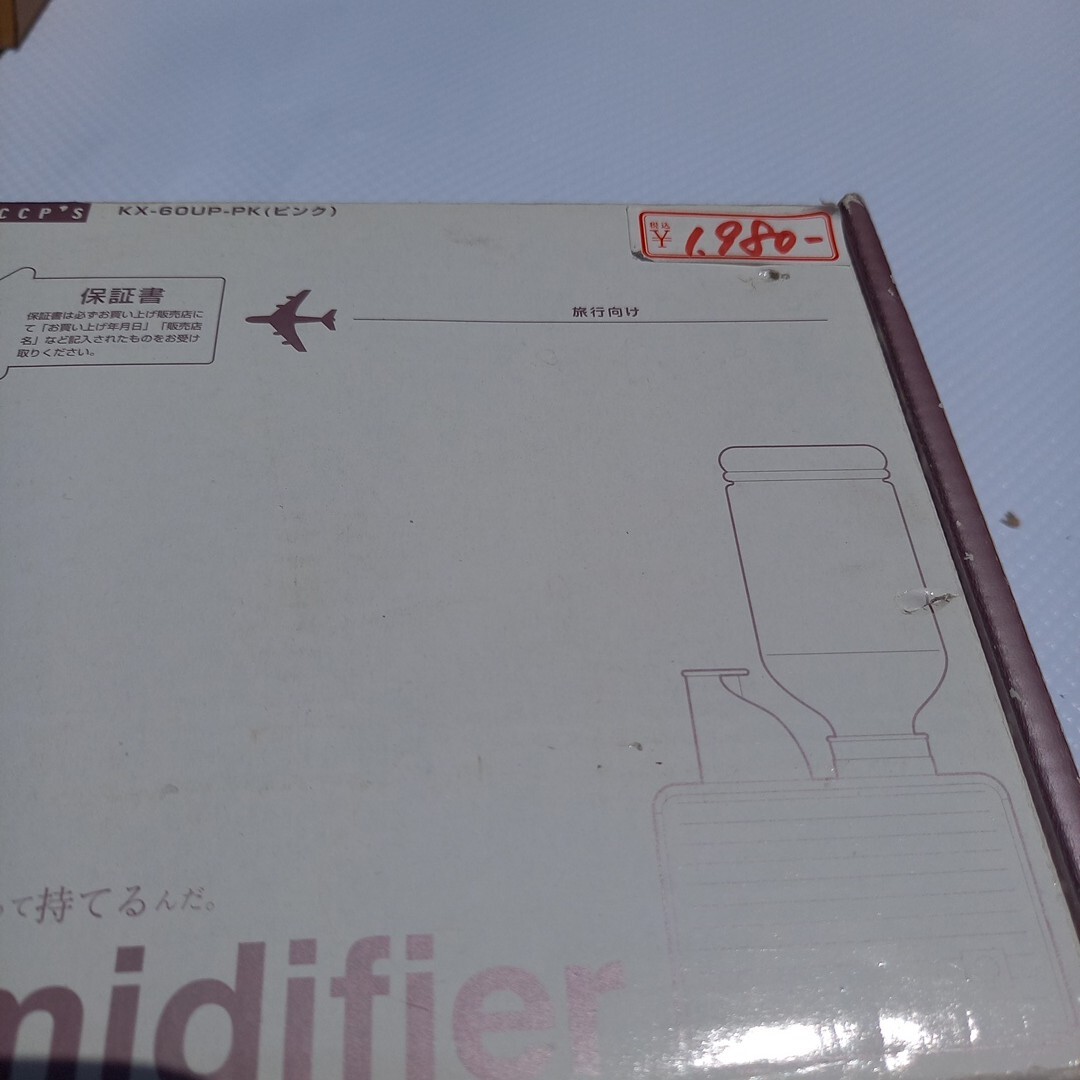 CCP'S KX-60UP-PK(ピンク)
税込
¥ 1,980-
保証書
保証書は必ずお買い上げ販売店に
て「お買い上げ年月日」「販売店
名」など記入されたものをお受け
取りください。
旅行向け
て持てるんだ。
midifier